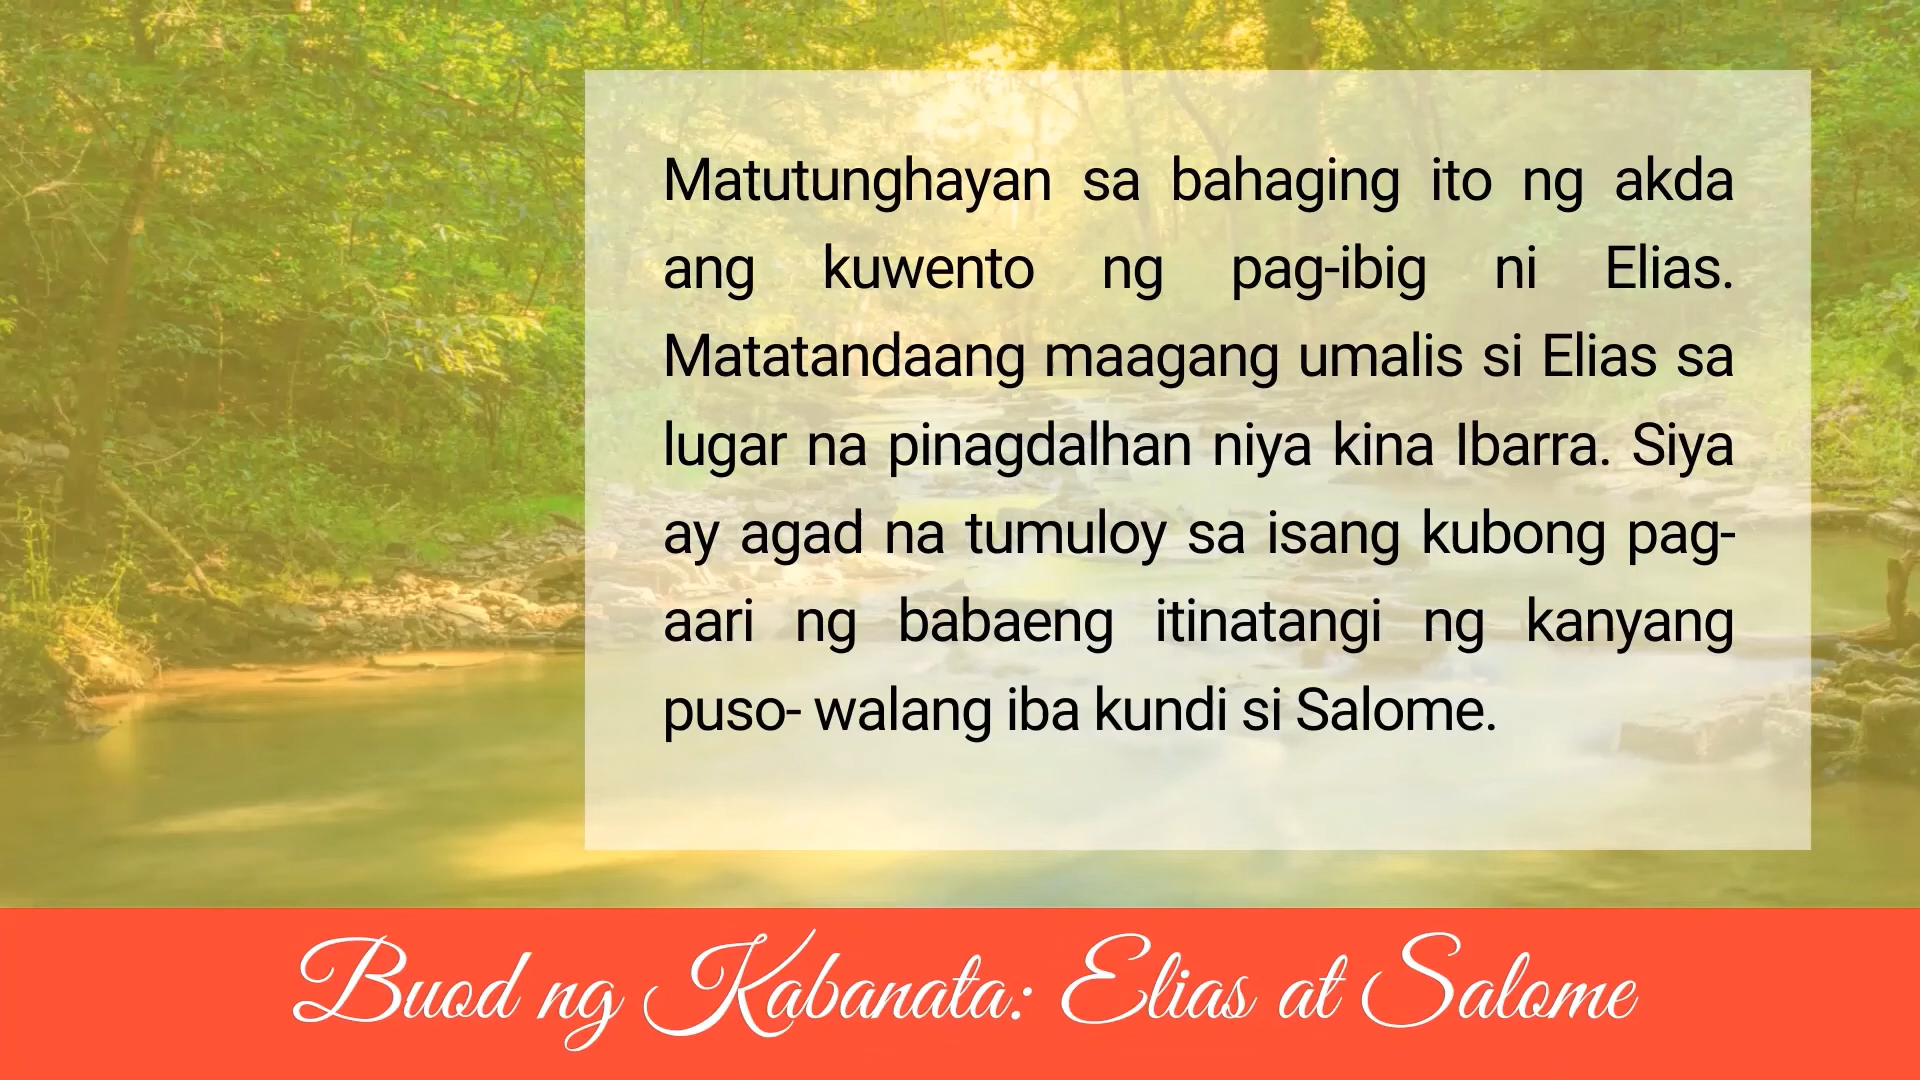 Matutunghayan sa bahaging ito ng akda
ang kuwento ng pag-ibig ni Elias.
Matatandaang maagang umalis si Elias sa
lugar na pinagdalhan niya kina Ibarra. Siya
ay agad na tumuloy sa isang kubong pag-
aari ng babaeng itinatangi ng kanyang
puso- walang iba kundi si Salome.
Buod ng Kabanata: Elias at Salome